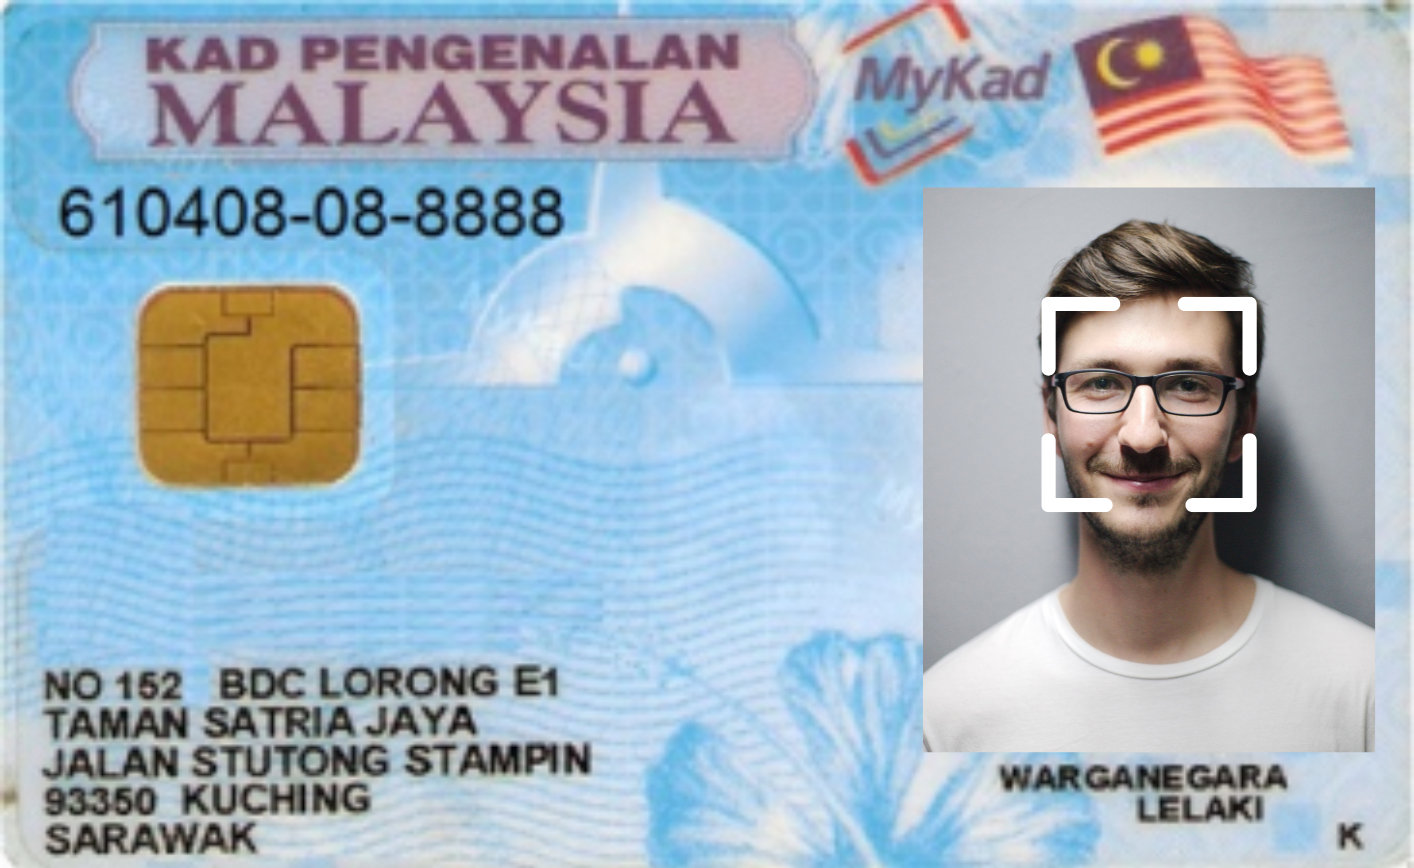 KAD PENGENALAN
MALAYSIA
MyKad
610408-08-8888
NO 152 BDC LORONG E1
TAMAN SATRIA JAYA
JALAN STUTONG STAMPIN
93350 KUCHING
SARAWAK
WARGANEGARA
LELAKI
K